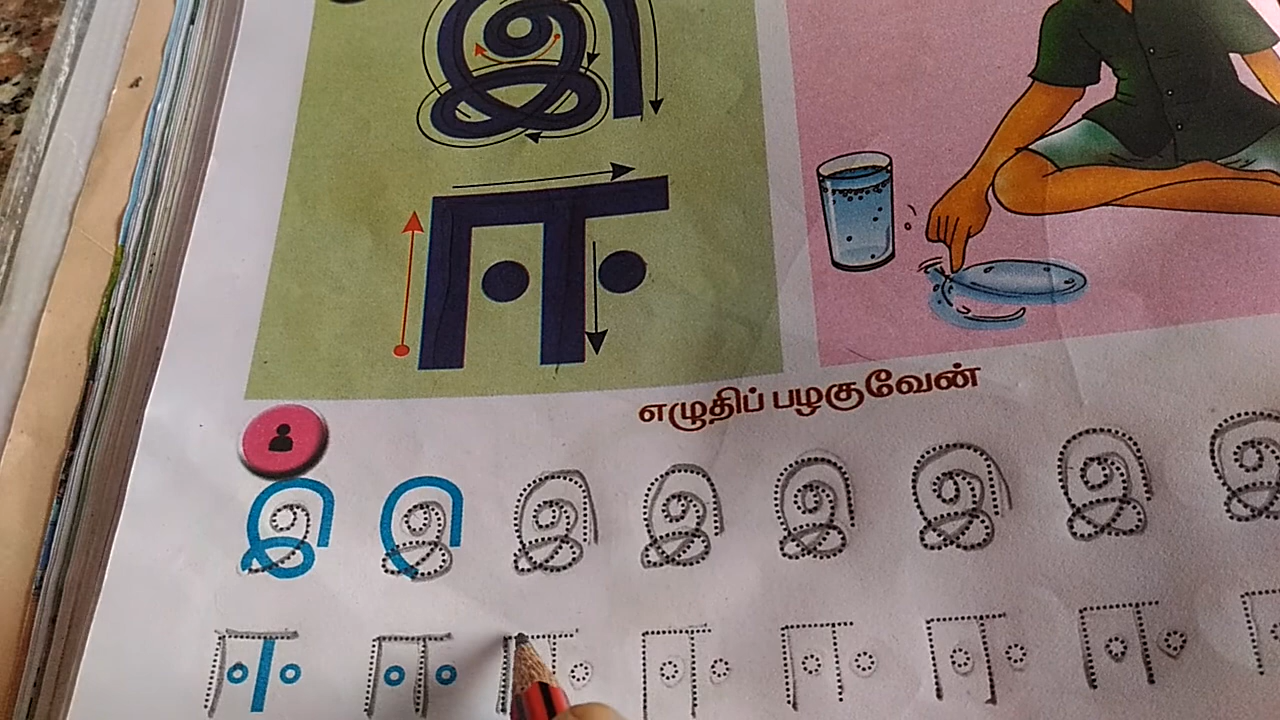 இ
ஈ
எழுதிப் பழகுவேன்
இ இ இ இ இ இ இ இ
ஈ ஈ ஈ ஈ ஈ ஈ ஈ